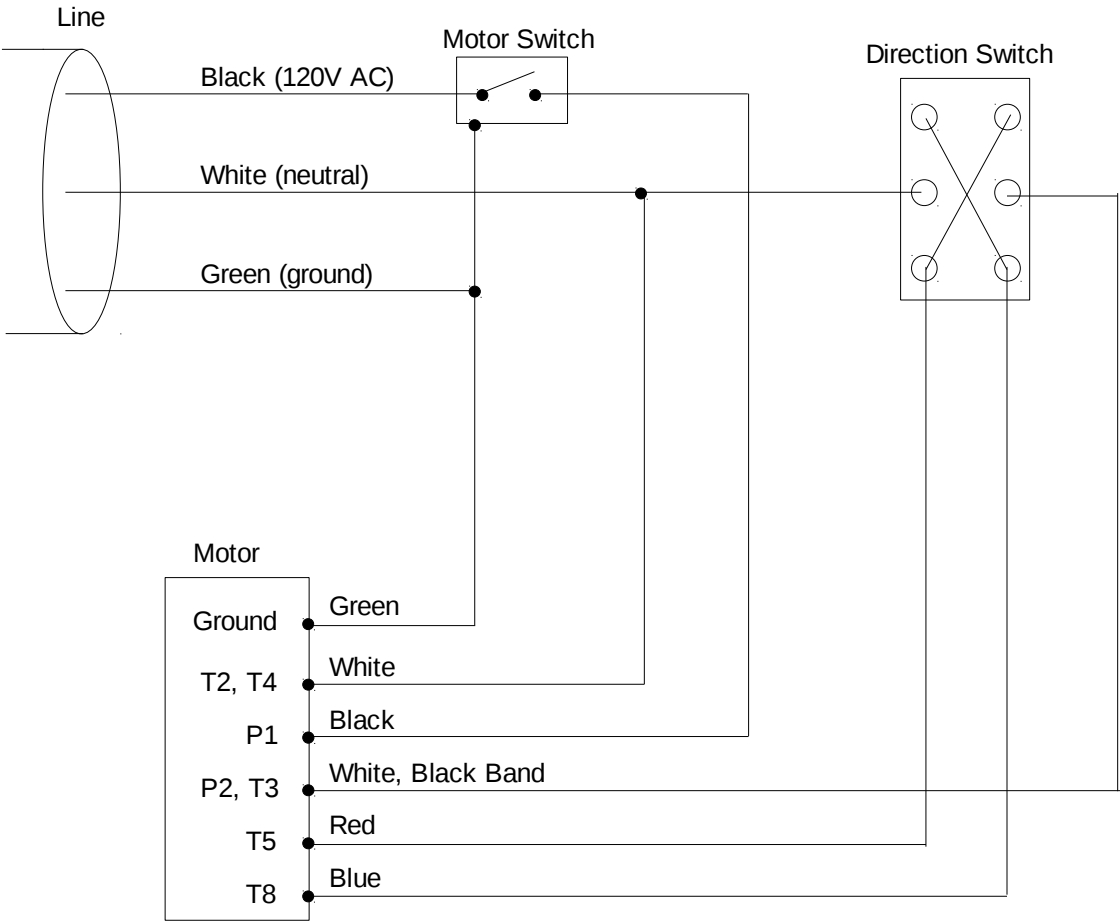 Line
Motor Switch
Direction Switch
Black (120V AC)
White (neutral)
Green (ground)
Motor
Ground
Green
T2, T4
White
P1
Black
P2, T3
White, Black Band
T5
Red
T8
Blue